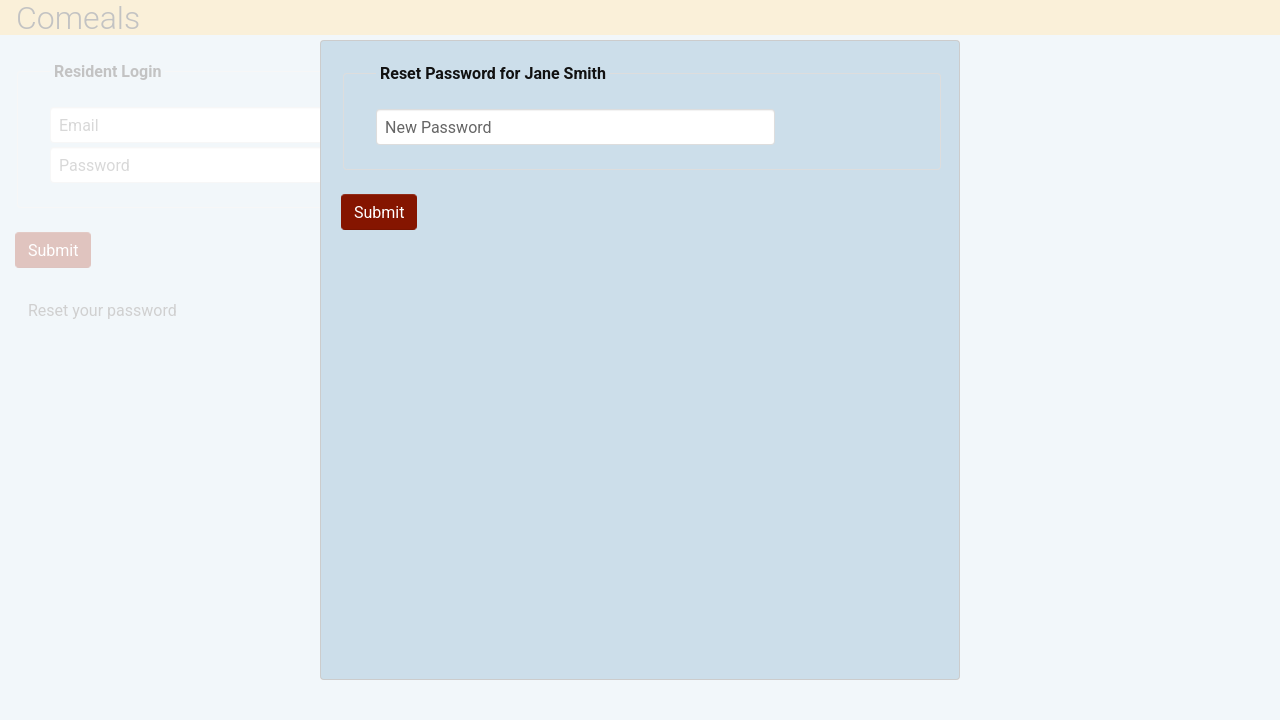 Comeals
Resident Login
Email
Password
Submit
Reset your password
Reset Password for Jane Smith
New Password
Submit